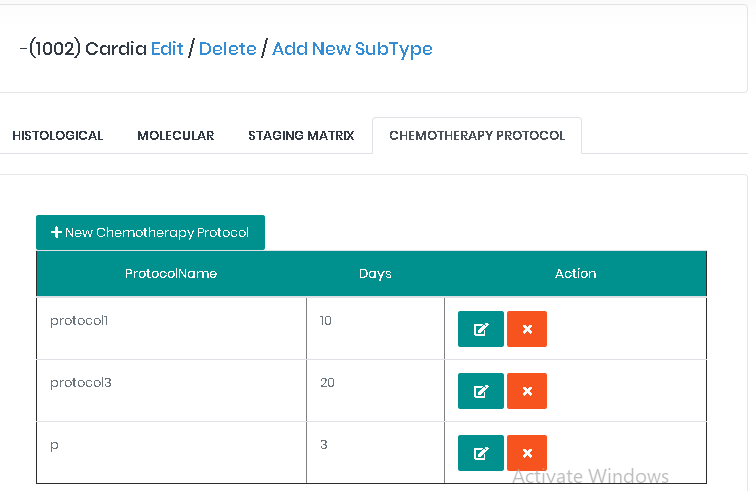 -(1002) Cardia Edit / Delete / Add New SubType
HISTOLOGICAL MOLECULAR STAGING MATRIX CHEMOTHERAPY PROTOCOL
New Chemotherapy Protocol
ProtocolName Days Action
protocol1 10
protocol3 20
p 3
Activate Windows